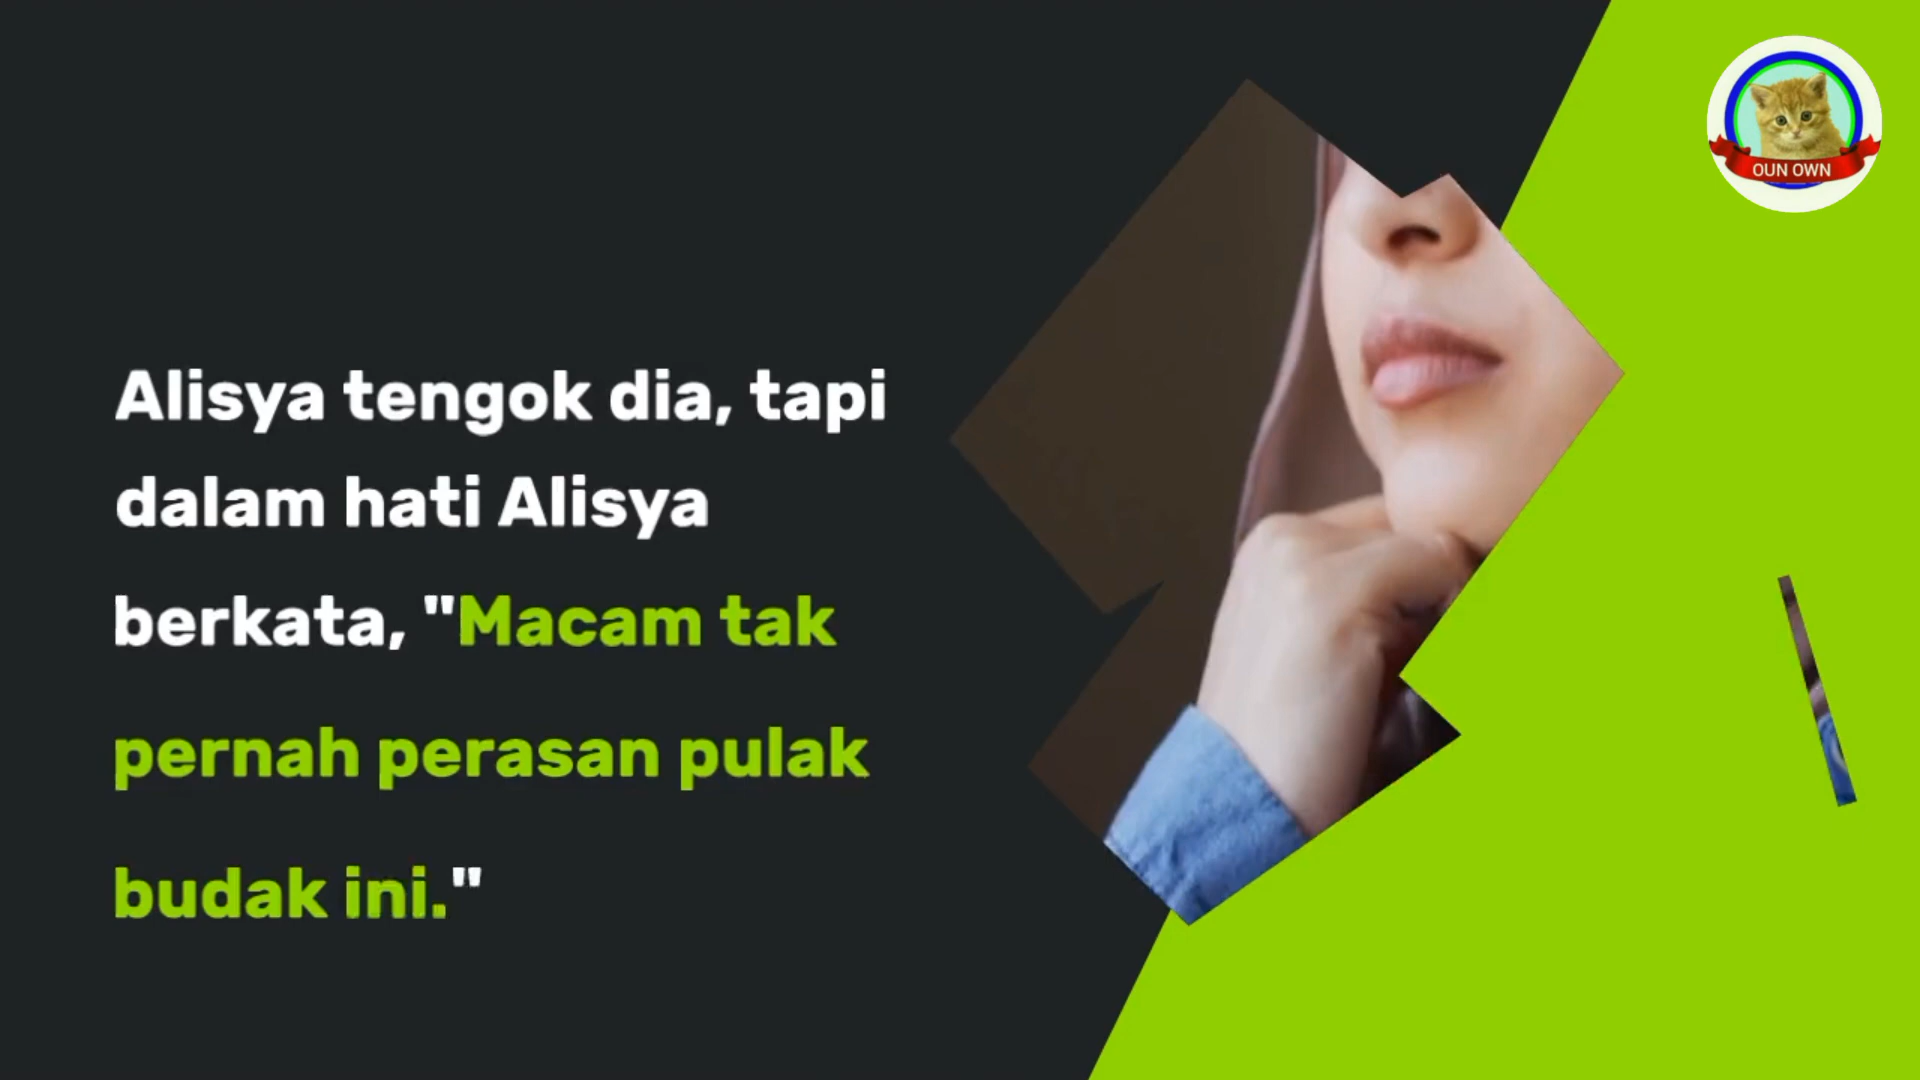 OUN OWN
Alisya tengok dia, tapi
dalam hati Alisya
berkata, "Macam tak
pernah perasan pulak
budak ini."